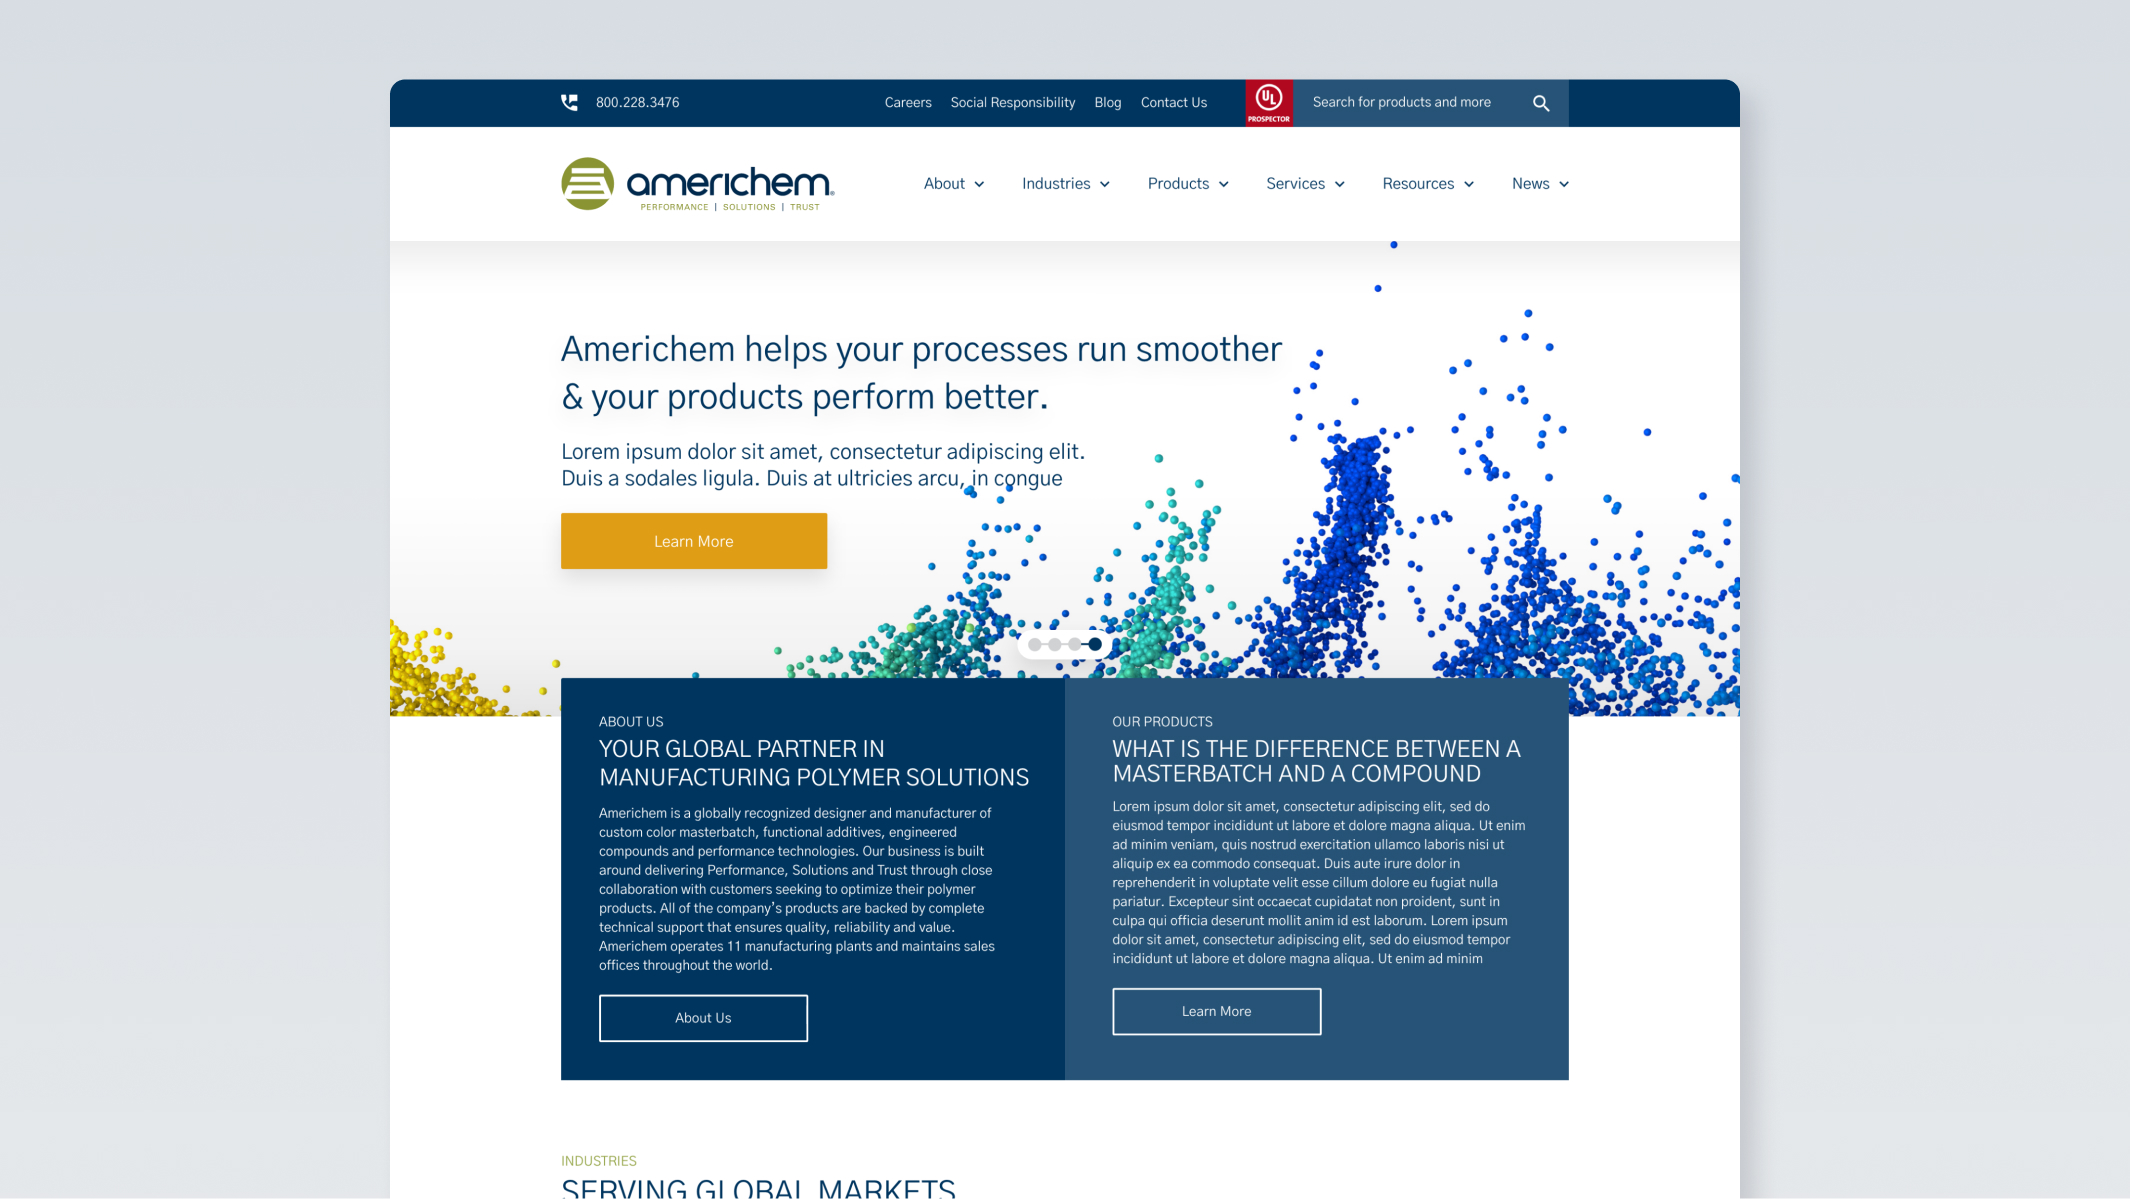 800.228.3476
Careers Social Responsibility Blog Contact Us
UL
PROSPECTOR
Search for products and more
americhem®
PERFORMANCE | SOLUTIONS | TRUST
About Industries Products Services Resources News
Americhem helps your processes run smoother
& your products perform better.
Lorem ipsum dolor sit amet, consectetur adipiscing elit.
Duis a sodales ligula. Duis at ultricies arcu, in congue
Learn More
ABOUT US
YOUR GLOBAL PARTNER IN
MANUFACTURING POLYMER SOLUTIONS
Americhem is a globally recognized designer and manufacturer of
custom color masterbatch, functional additives, engineered
compounds and performance technologies. Our business is built
around delivering Performance, Solutions and Trust through close
collaboration with customers seeking to optimize their polymer
products. All of the company’s products are backed by complete
technical support that ensures quality, reliability and value.
Americhem operates 11 manufacturing plants and maintains sales
offices throughout the world.
About Us
OUR PRODUCTS
WHAT IS THE DIFFERENCE BETWEEN A
MASTERBATCH AND A COMPOUND
Lorem ipsum dolor sit amet, consectetur adipiscing elit, sed do
eiusmod tempor incididunt ut labore et dolore magna aliqua. Ut enim
ad minim veniam, quis nostrud exercitation ullamco laboris nisi ut
aliquip ex ea commodo consequat. Duis aute irure dolor in
reprehenderit in voluptate velit esse cillum dolore eu fugiat nulla
pariatur. Excepteur sint occaecat cupidatat non proident, sunt in
culpa qui officia deserunt mollit anim id est laborum. Lorem ipsum
dolor sit amet, consectetur adipiscing elit, sed do eiusmod tempor
incididunt ut labore et dolore magna aliqua. Ut enim ad minim
Learn More
INDUSTRIES
SERVING GLOBAL MARKETS